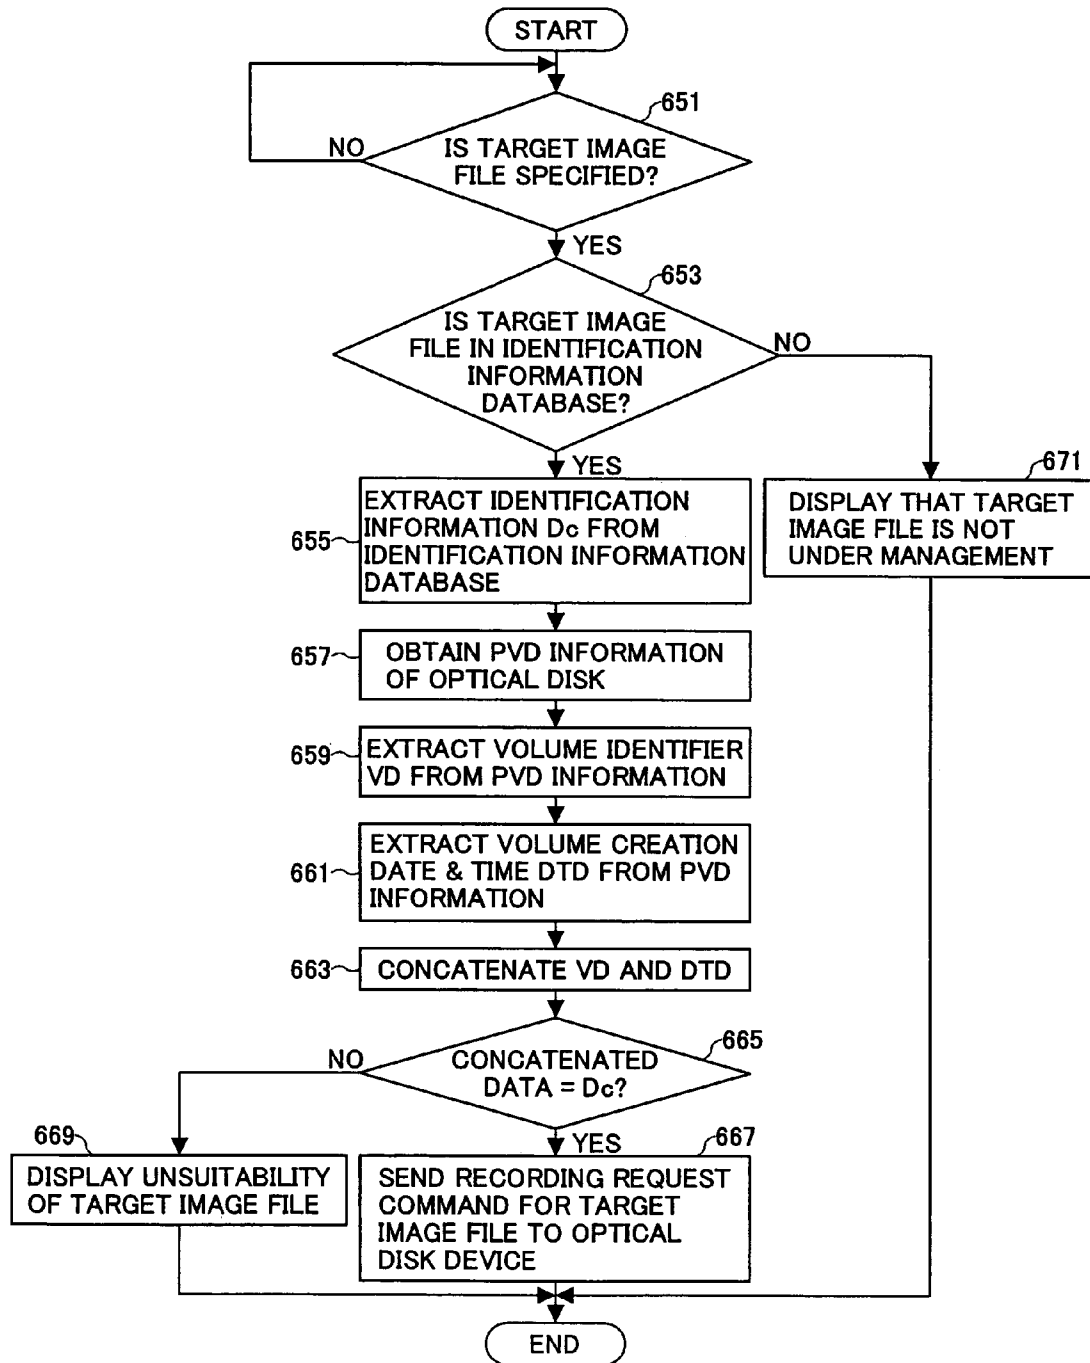 START
651
NO
IS TARGET IMAGE
FILE SPECIFIED?
YES
653
IS TARGET IMAGE
FILE IN IDENTIFICATION
INFORMATION
DATABASE?
NO
YES
671
655
EXTRACT IDENTIFICATION
INFORMATION Dc FROM
IDENTIFICATION INFORMATION
DATABASE
DISPLAY THAT TARGET
IMAGE FILE IS NOT
UNDER MANAGEMENT
657
OBTAIN PVD INFORMATION
OF OPTICAL DISK
659
EXTRACT VOLUME IDENTIFIER
VD FROM PVD INFORMATION
661
EXTRACT VOLUME CREATION
DATE & TIME DTD FROM PVD
INFORMATION
663
CONCATENATE VD AND DTD
665
NO
CONCATENATED
DATA = Dc?
669
YES
667
DISPLAY UNSUITABILITY
OF TARGET IMAGE FILE
SEND RECORDING REQUEST
COMMAND FOR TARGET
IMAGE FILE TO OPTICAL
DISK DEVICE
END